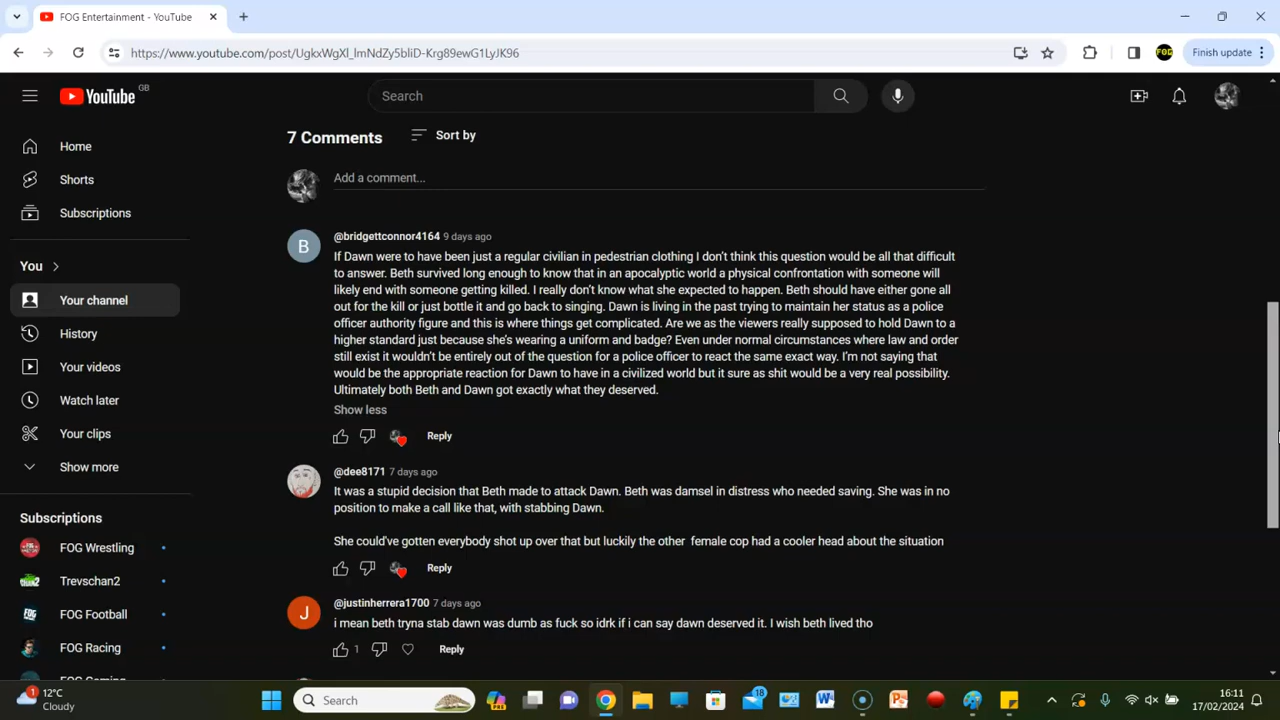 FOG Entertainment - YouTube
https://www.youtube.com/post/UgkxWgXl_lmNdZy5bliD-Krg89ewG1LyJK96
FOG
Finish update
YouTube GB
Search
Home
Shorts
Subscriptions
You
Your channel
History
Your videos
Watch later
Your clips
Show more
Subscriptions
FOG Wrestling
Trevschan2
FOG Football
FOG Racing
7 Comments
Sort by
Add a comment...
B
@bridgettconnor4164 9 days ago
If Dawn were to have been just a regular civilian in pedestrian clothing I don't think this question would be all that difficult
to answer. Beth survived long enough to know that in an apocalyptic world a physical confrontation with someone will
likely end with someone getting killed. I really don't know what she expected to happen. Beth should have either gone all
out for the kill or just bottle it and go back to singing. Dawn is living in the past trying to maintain her status as a police
officer authority figure and this is where things get complicated. Are we as the viewers really supposed to hold Dawn to a
higher standard just because she's wearing a uniform and badge? Even under normal circumstances where law and order
still exist it wouldn't be entirely out of the question for a police officer to react the same exact way. I'm not saying that
would be the appropriate reaction for Dawn to have in a civilized world but it sure as shit would be a very real possibility.
Ultimately both Beth and Dawn got exactly what they deserved.
Show less
Reply
@dee8171 7 days ago
It was a stupid decision that Beth made to attack Dawn. Beth was damsel in distress who needed saving. She was in no
position to make a call like that, with stabbing Dawn.
She could've gotten everybody shot up over that but luckily the other female cop had a cooler head about the situation
Reply
J
@justinherrera1700 7 days ago
i mean beth tryna stab dawn was dumb as fuck so idrk if i can say dawn deserved it. I wish beth lived tho
1 Reply
1
12°C
Cloudy
Search
18
16:11
17/02/2024